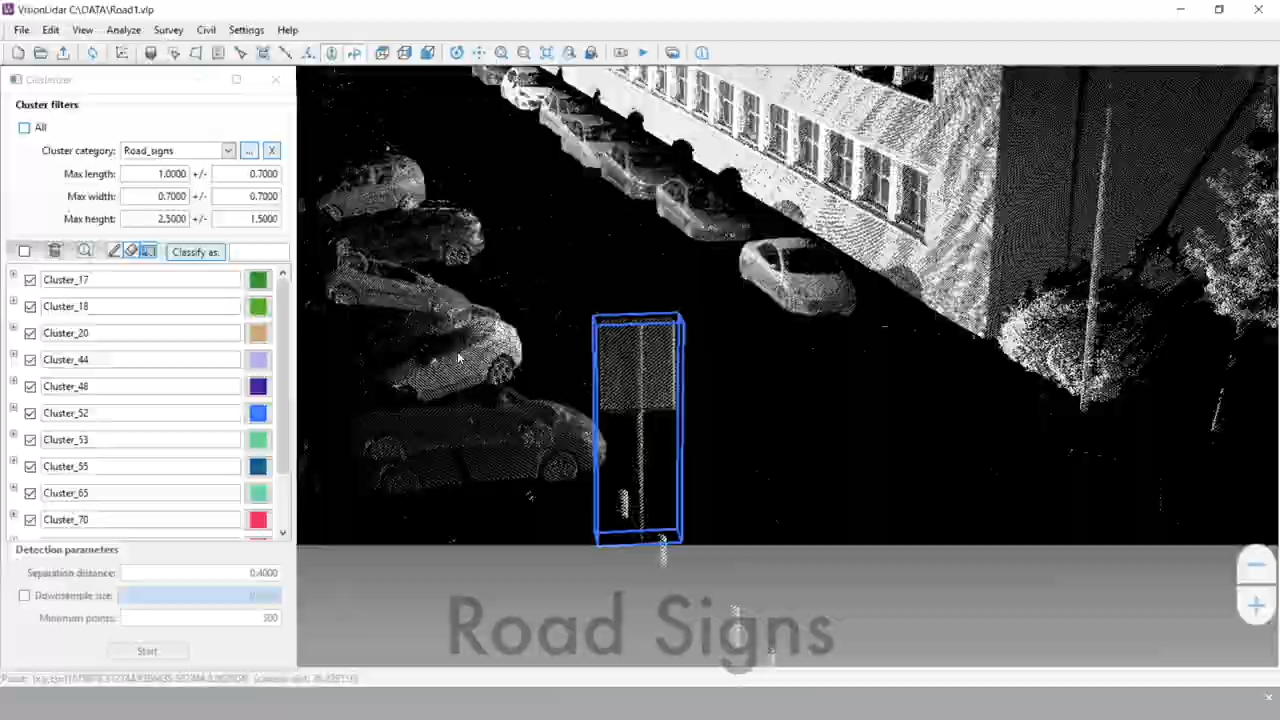 VisionLidar C:\DATA\Road1.vlp
File Edit View Analyze Survey Civil Settings Help
Clusterizer
Cluster filters
All
Cluster category: Road_signs ... X
Max length: 1.0000 +/- 0.7000
Max width: 0.7000 +/- 0.7000
Max height: 2.5000 +/- 1.5000
Classify as:
Cluster_17
Cluster_18
Cluster_20
Cluster_44
Cluster_48
Cluster_52
Cluster_53
Cluster_55
Cluster_65
Cluster_70
Detection parameters
Separation distance: 0.4000
Downsample size:
Minimum points: 500
Start
Road Signs